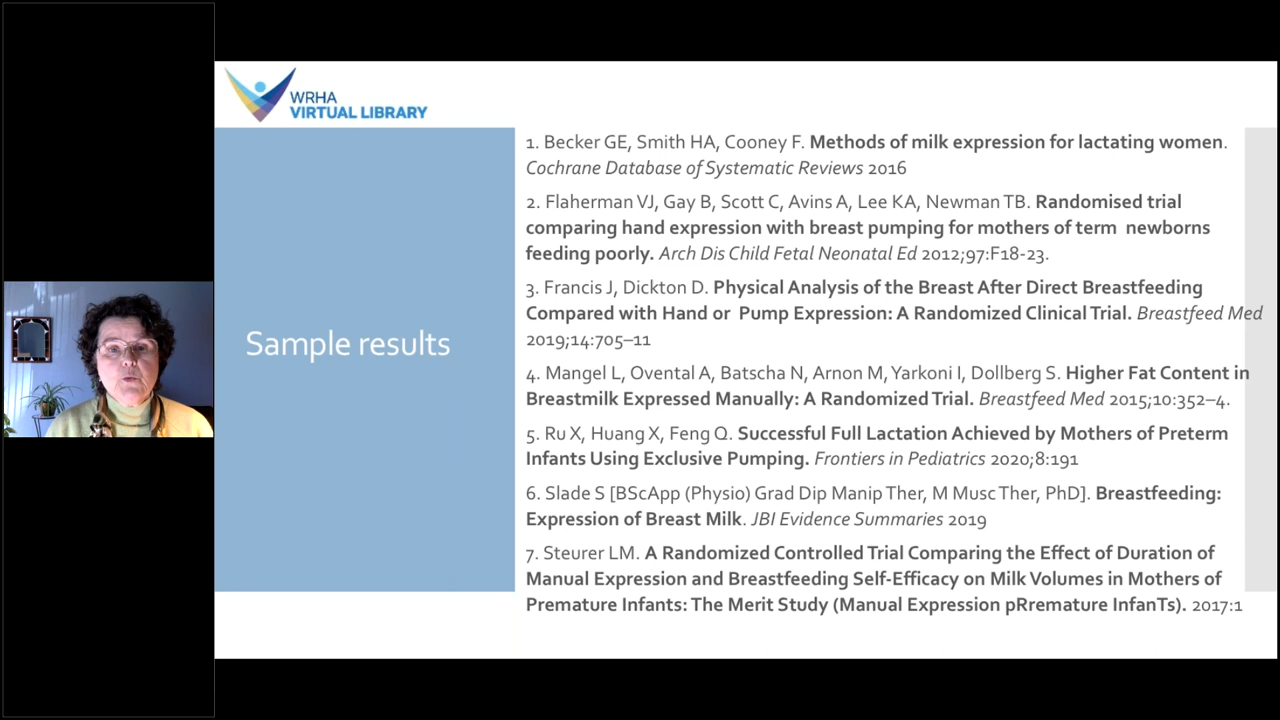 WRHA
VIRTUAL LIBRARY
Sample results
1. Becker GE, Smith HA, Cooney F. Methods of milk expression for lactating women.
Cochrane Database of Systematic Reviews 2016
2. Flaherman VJ, Gay B, Scott C, Avins A, Lee KA, Newman TB. Randomised trial
comparing hand expression with breast pumping for mothers of term newborns
feeding poorly. Arch Dis Child Fetal Neonatal Ed 2012;97:F18-23.
3. Francis J, Dickton D. Physical Analysis of the Breast After Direct Breastfeeding
Compared with Hand or Pump Expression: A Randomized Clinical Trial. Breastfeed Med
2019;14:705–11
4. Mangel L, Ovental A, Batscha N, Arnon M, Yarkoni I, Dollberg S. Higher Fat Content in
Breastmilk Expressed Manually: A Randomized Trial. Breastfeed Med 2015;10:352–4.
5. Ru X, Huang X, Feng Q. Successful Full Lactation Achieved by Mothers of Preterm
Infants Using Exclusive Pumping. Frontiers in Pediatrics 2020;8:191
6. Slade S [BScApp (Physio) Grad Dip Manip Ther, M Musc Ther, PhD]. Breastfeeding:
Expression of Breast Milk. JBI Evidence Summaries 2019
7. Steurer LM. A Randomized Controlled Trial Comparing the Effect of Duration of
Manual Expression and Breastfeeding Self-Efficacy on Milk Volumes in Mothers of
Premature Infants: The Merit Study (Manual Expression pRremature InfanTs). 2017:1